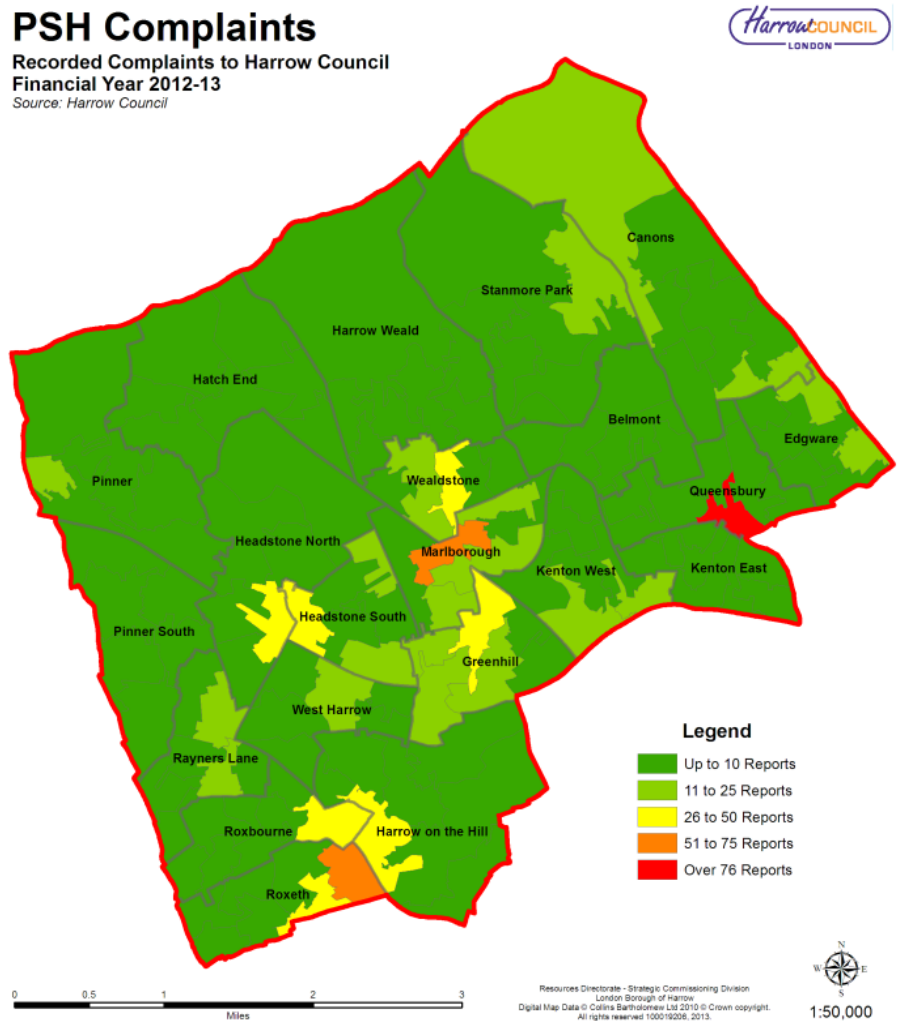 PSH Complaints
Recorded Complaints to Harrow Council
Financial Year 2012-13
Source: Harrow Council
HarrowCOUNCIL
LONDON
Canons
Stanmore Park
Harrow Weald
Hatch End
Belmont
Edgware
Pinner
Wealdstone
Queensbury
Headstone North
Marlborough
Kenton West
Kenton East
Headstone South
Pinner South
Greenhill
West Harrow
Rayners Lane
Roxbourne
Harrow on the Hill
Roxeth
Legend
Up to 10 Reports
11 to 25 Reports
26 to 50 Reports
51 to 75 Reports
Over 76 Reports
N
W E
S
1:50,000
0 0.5 1 2 3
Miles
Resources Directorate - Strategic Commissioning Division
London Borough of Harrow
Digital Map Data © Collins Bartholomew Ltd 2010 © Crown copyright.
All rights reserved 100019206, 2013.